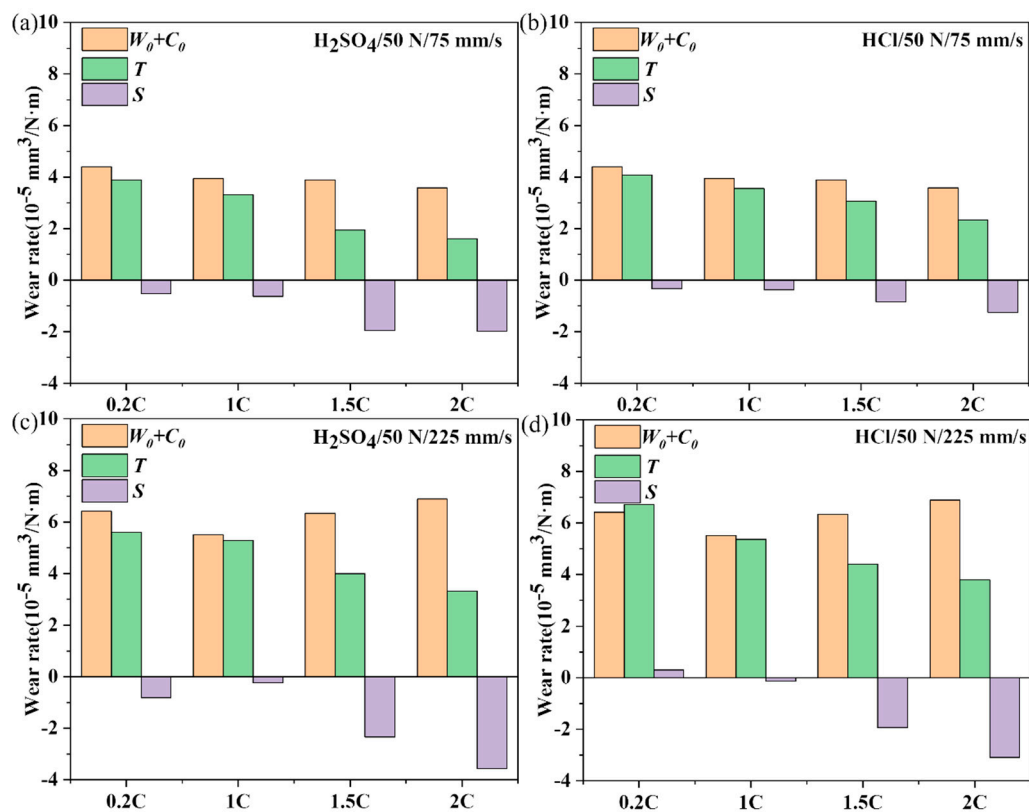 (a)
W₀+C₀
T
S
H₂SO₄/50 N/75 mm/s
Wear rate(10⁻⁵ mm³/N·m)
10
8
6
4
2
0
-2
-4
0.2C 1C 1.5C 2C
(b)
W₀+C₀
T
S
HCl/50 N/75 mm/s
Wear rate(10⁻⁵ mm³/N·m)
10
8
6
4
2
0
-2
-4
0.2C 1C 1.5C 2C
(c)
W₀+C₀
T
S
H₂SO₄/50 N/225 mm/s
Wear rate(10⁻⁵ mm³/N·m)
10
8
6
4
2
0
-2
-4
0.2C 1C 1.5C 2C
(d)
W₀+C₀
T
S
HCl/50 N/225 mm/s
Wear rate(10⁻⁵ mm³/N·m)
10
8
6
4
2
0
-2
-4
0.2C 1C 1.5C 2C